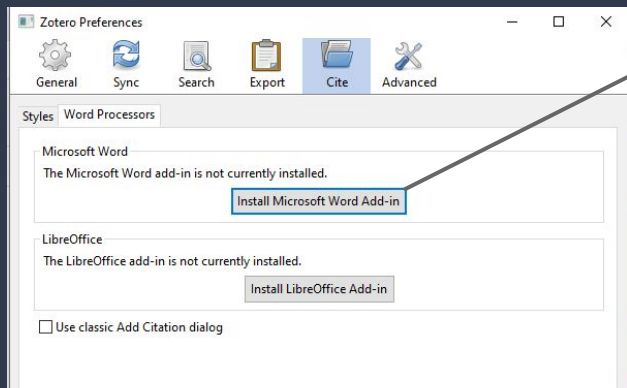 Zotero Preferences
General Sync Search Export Cite Advanced
Styles Word Processors
Microsoft Word
The Microsoft Word add-in is not currently installed.
Install Microsoft Word Add-in
LibreOffice
The LibreOffice add-in is not currently installed.
Install LibreOffice Add-in
Use classic Add Citation dialog